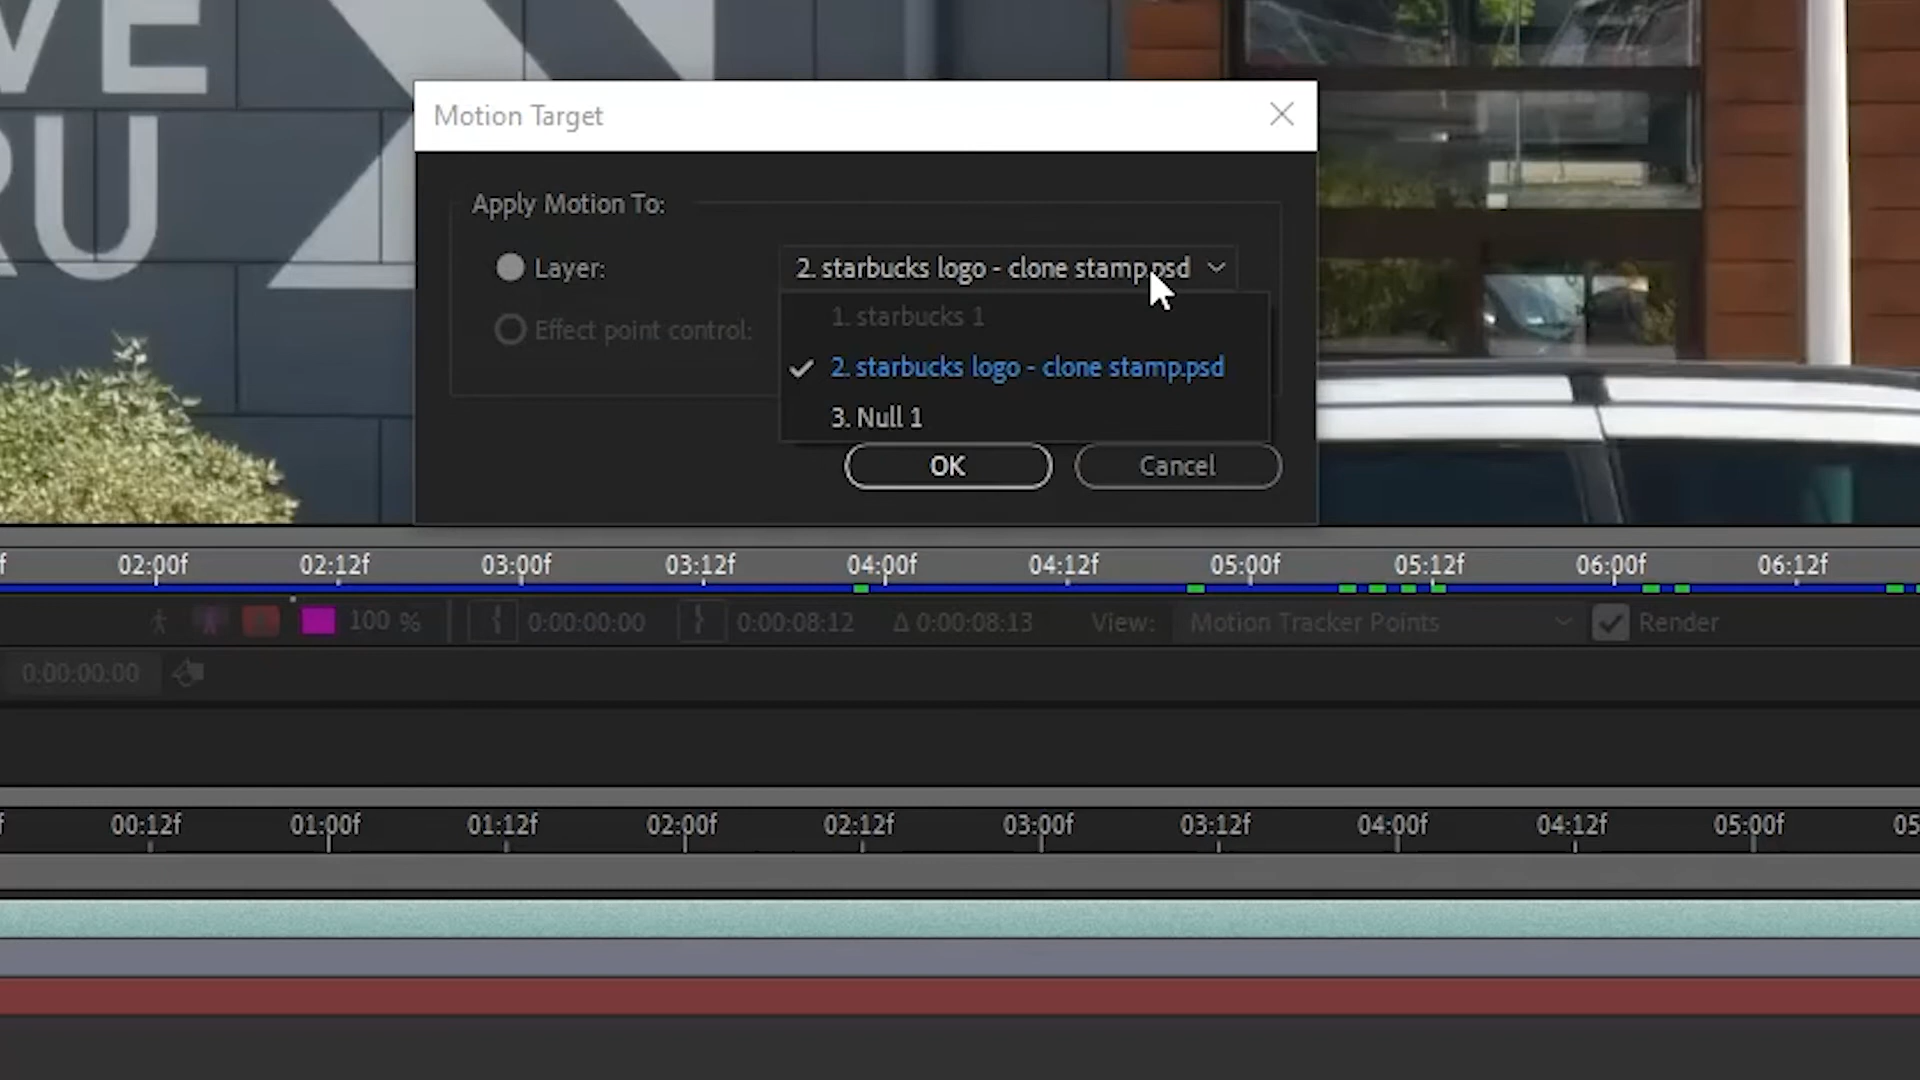 VE
RU
Motion Target
Apply Motion To:
Layer:
2. starbucks logo - clone stamp.psd
Effect point control:
1. starbucks 1
2. starbucks logo - clone stamp.psd
3. Null 1
OK
Cancel
f 02:00f 02:12f 03:00f 03:12f 04:00f 04:12f 05:00f 05:12f 06:00f 06:12f
100 % { 0:00:00:00 } 0:00:08:12 Δ 0:00:08:13 View: Motion Tracker Points Render
0:00:00:00
f 00:12f 01:00f 01:12f 02:00f 02:12f 03:00f 03:12f 04:00f 04:12f 05:00f 05